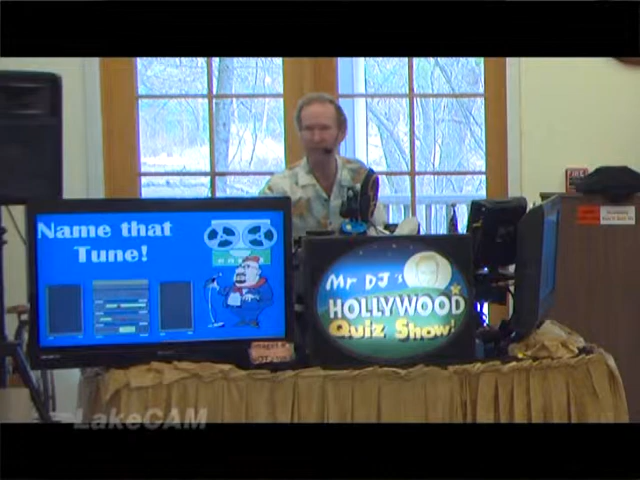 Name that
Tune!
Mr DJ's
HOLLYWOOD
Quiz Show!
LakeCAM